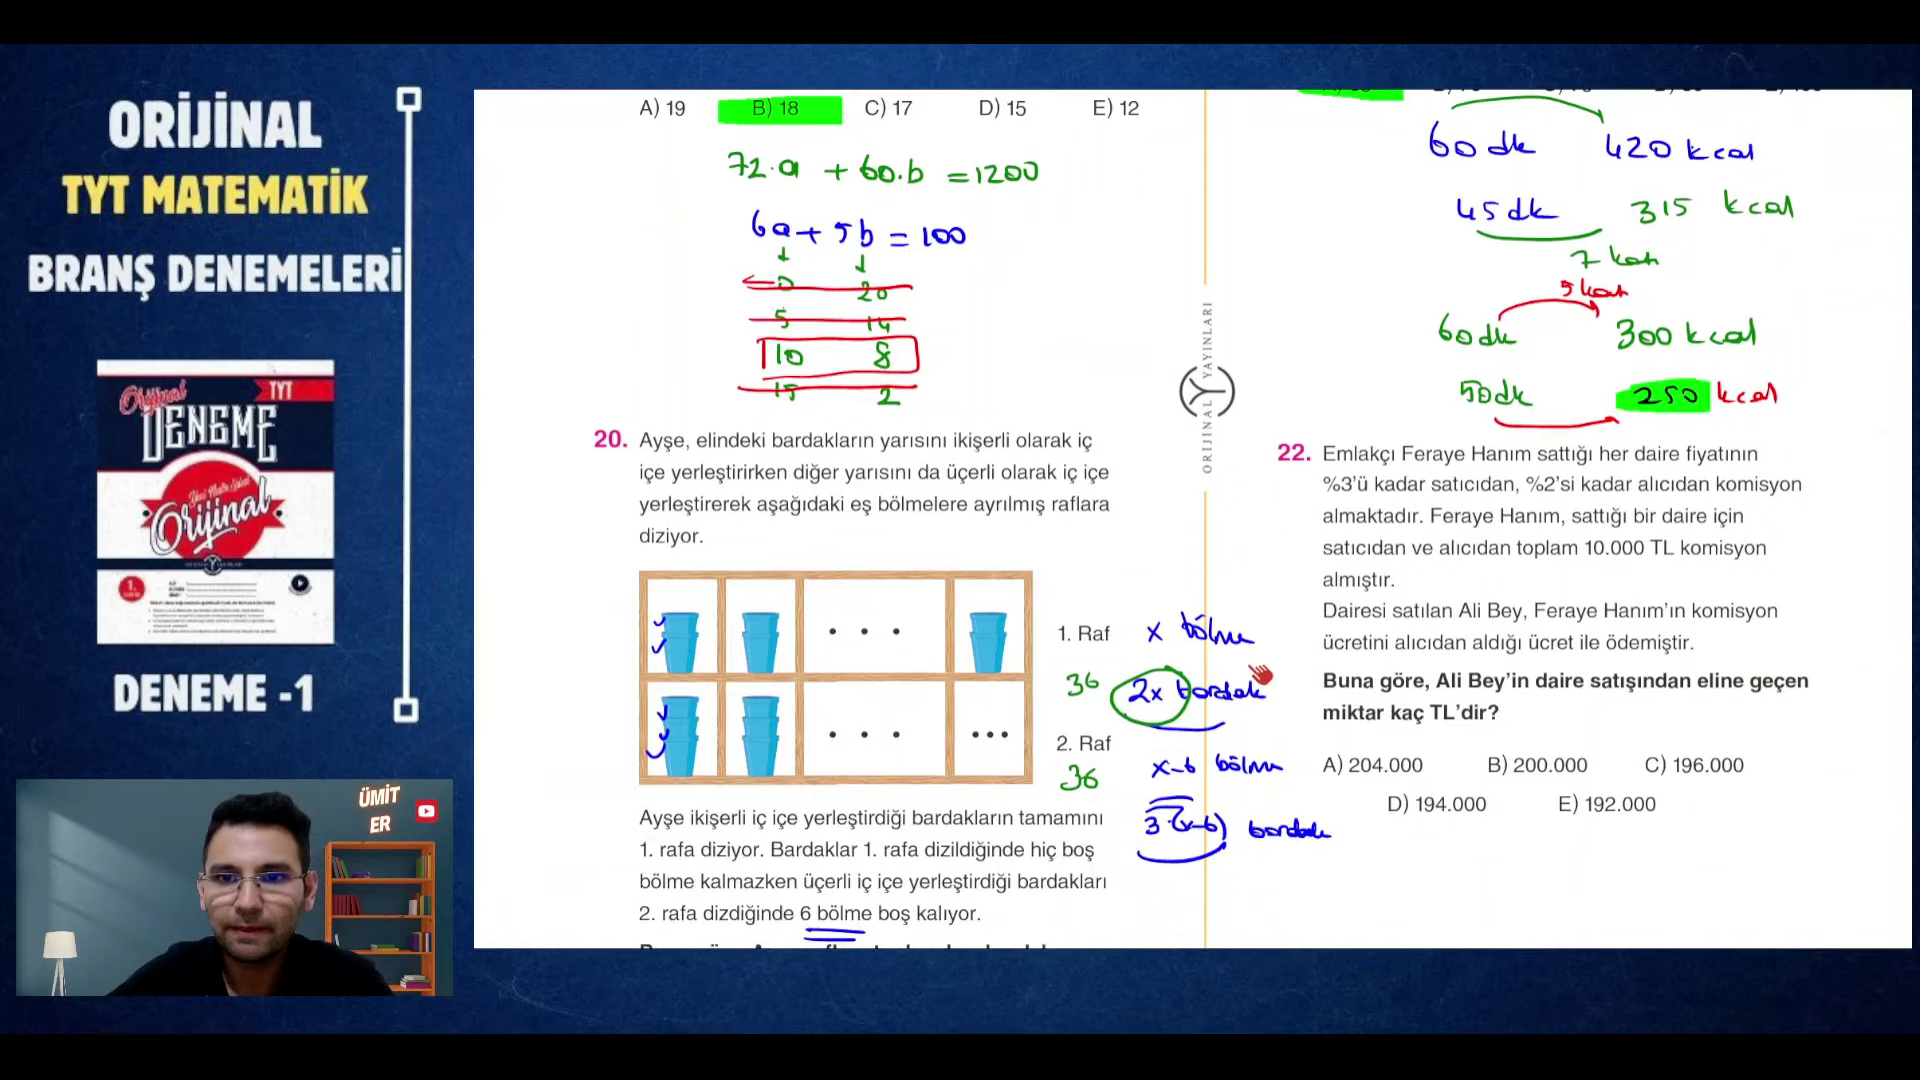 ORİJİNAL
TYT MATEMATİK
BRANŞ DENEMELERİ
Orijinal
TYT
DENEME
Orijinal
1.
DENEME -1
ÜMİT
ER
A) 19 B) 18 C) 17 D) 15 E) 12
72·a + 60·b = 1200
6a + 5b = 100
0 20
5 14
10 8
15 2
20. Ayşe, elindeki bardakların yarısını ikişerli olarak iç
içe yerleştirirken diğer yarısını da üçerli olarak iç içe
yerleştirerek aşağıdaki eş bölmelere ayrılmış raflara
diziyor.
1. Raf x bölme
36 2x bardak
2. Raf
36 x-6 bölme
3·(x-6) bardak
Ayşe ikişerli iç içe yerleştirdiği bardakların tamamını
1. rafa diziyor. Bardaklar 1. rafa dizildiğinde hiç boş
bölme kalmazken üçerli iç içe yerleştirdiği bardakları
2. rafa dizdiğinde 6 bölme boş kalıyor.
ORİJİNAL YAYINLARI
60 dk 420 kcal
45 dk 315 kcal
7 katı
5 katı
60dk 300 kcal
50dk 250 kcal
22. Emlakçı Feraye Hanım sattığı her daire fiyatının
%3'ü kadar satıcıdan, %2'si kadar alıcıdan komisyon
almaktadır. Feraye Hanım, sattığı bir daire için
satıcıdan ve alıcıdan toplam 10.000 TL komisyon
almıştır.
Dairesi satılan Ali Bey, Feraye Hanım'ın komisyon
ücretini alıcıdan aldığı ücret ile ödemiştir.
Buna göre, Ali Bey'in daire satışından eline geçen
miktar kaç TL'dir?
A) 204.000 B) 200.000 C) 196.000
D) 194.000 E) 192.000